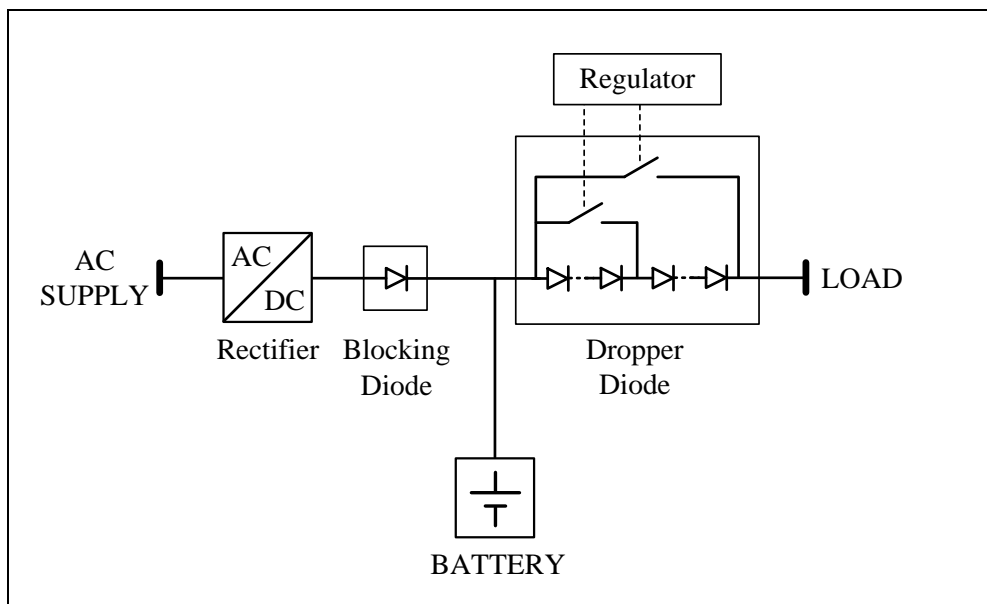 Regulator
AC
SUPPLY
AC
DC
LOAD
Rectifier
Blocking
Diode
Dropper
Diode
BATTERY